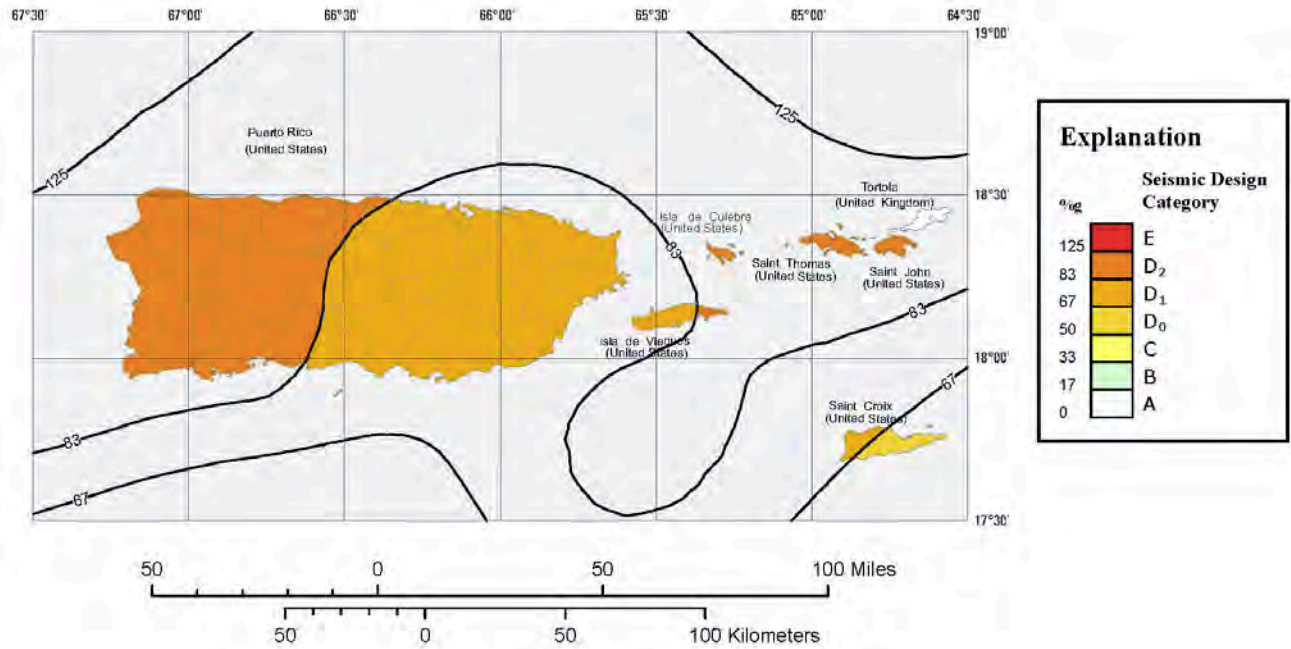 67°30'
67°00'
66°30'
66°00'
65°30'
65°00'
64°30'
19°00'
125
125
Puerto Rico
(United States)
18°30'
Tortola
(United Kingdom)
Isla de Culebra
(United States)
83
Saint Thomas
(United States)
Saint John
(United States)
83
Isla de Vieques
(United States)
18°00'
67
Saint Croix
(United States)
83
67
17°30'
50 0 50 100 Miles
50 0 50 100 Kilometers
Explanation
Seismic Design
Category
%g
125
83
67
50
33
17
0
E
D₂
D₁
D₀
C
B
A